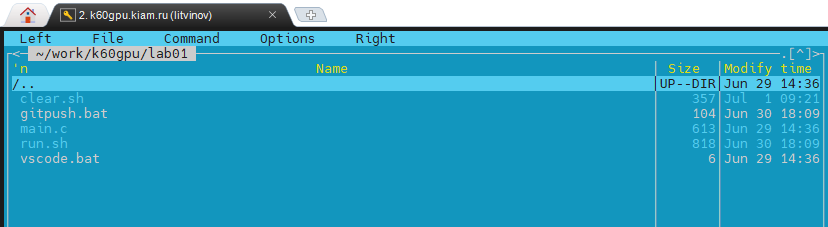 2. k60gpu.kiam.ru (litvinov)
Left File Command Options Right
<─ ~/work/k60gpu/lab01 .[^]>
'n Name Size Modify time
/.. UP--DIR Jun 29 14:36
clear.sh 357 Jul 1 09:21
gitpush.bat 104 Jun 30 18:09
main.c 613 Jun 29 14:36
run.sh 818 Jun 30 18:09
vscode.bat 6 Jun 29 14:36